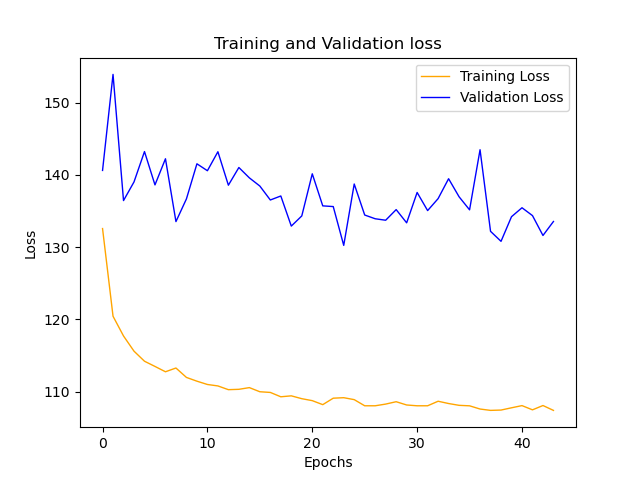 Training and Validation loss
Training Loss
Validation Loss
150
140
130
120
110
Loss
0 10 20 30 40
Epochs